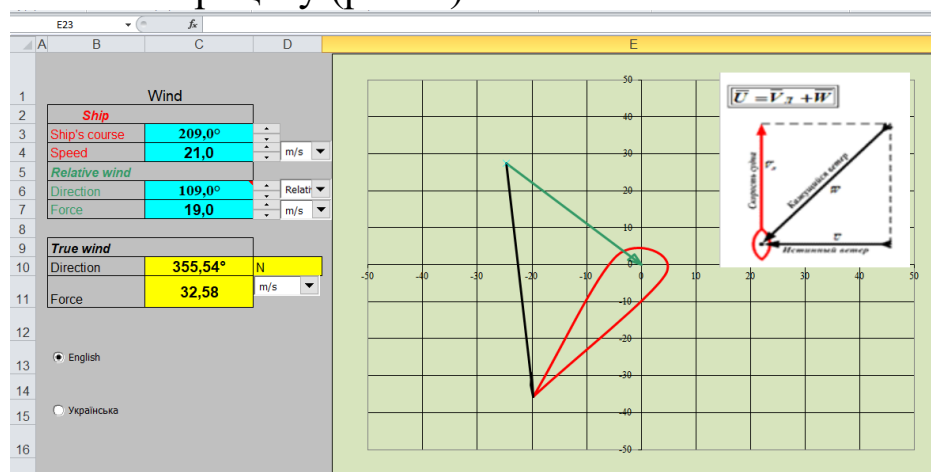 E23 fx
A B C D E
1 Wind
2 Ship
3 Ship's course 209,0º
4 Speed 21,0 m/s
5 Relative wind
6 Direction 109,0º Relati
7 Force 19,0 m/s
8
9 True wind
10 Direction 355,54° N
11 Force 32,58 m/s
12
13 English
14
15 Українська
16
50
40
30
20
10
0
-50 -40 -30 -20 -10 0 10 20 30 40 50
-10
-20
-30
-40
-50
U = V л + W
Скорость судна
Кажущийся ветер
W
U
Истинный ветер